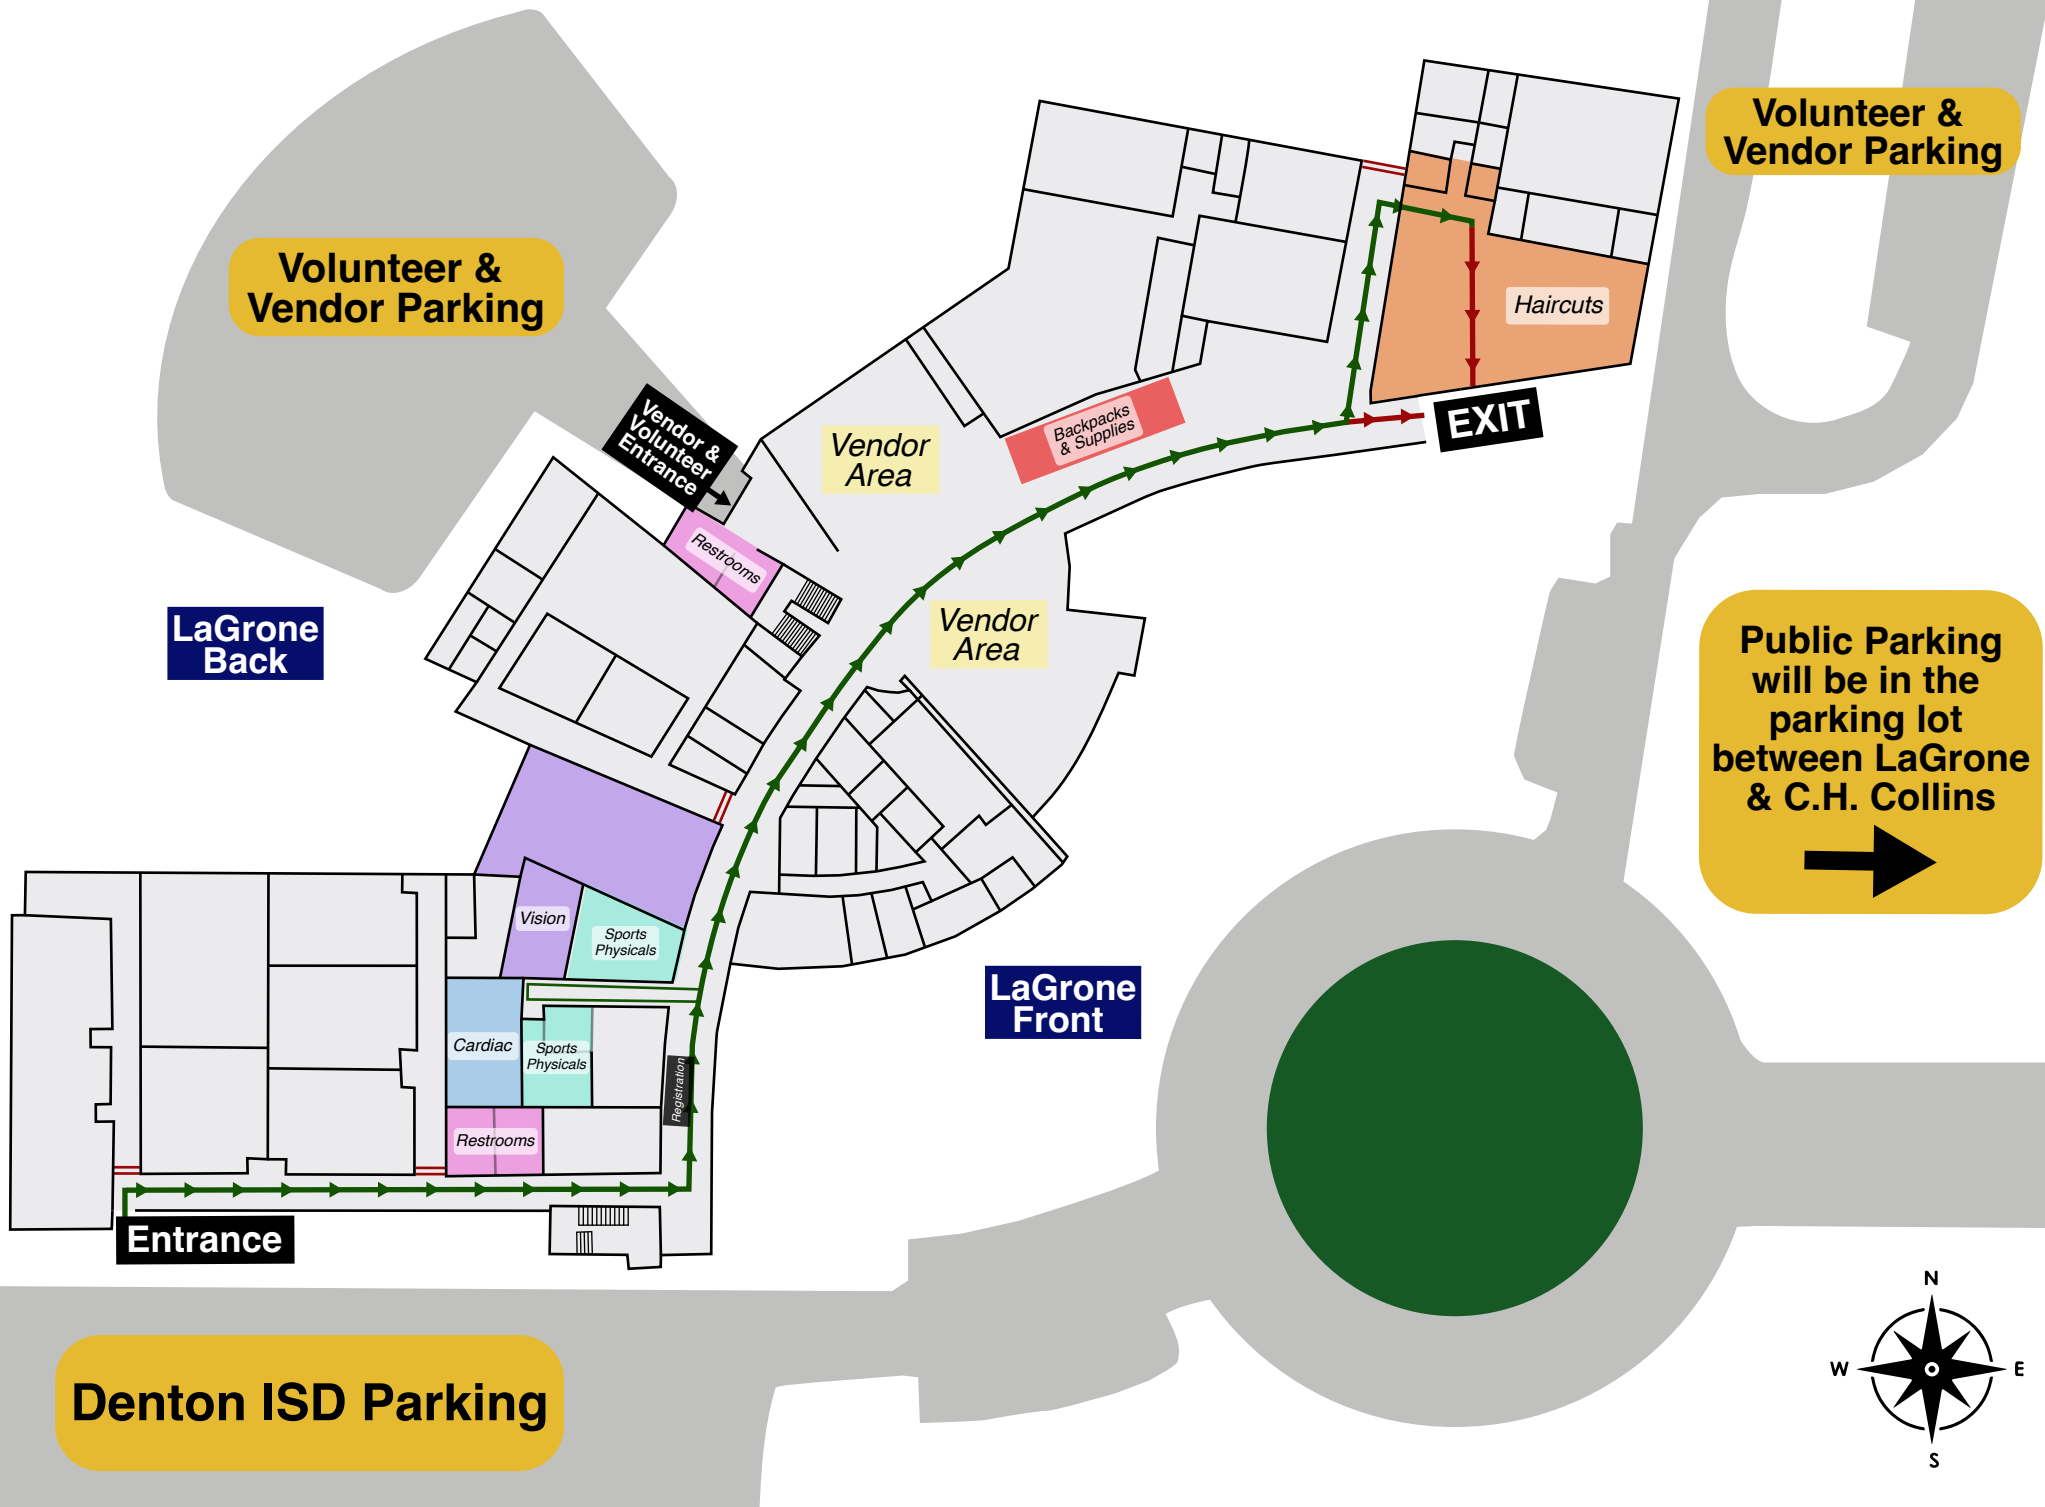 Volunteer &
Vendor Parking
Volunteer &
Vendor Parking
Haircuts
Vendor &
Volunteer
Entrance
Vendor
Area
Backpacks
& Supplies
EXIT
Restrooms
LaGrone
Back
Vendor
Area
Public Parking
will be in the
parking lot
between LaGrone
& C.H. Collins
Vision
Sports
Physicals
LaGrone
Front
Cardiac
Sports
Physicals
Registration
Restrooms
Entrance
Denton ISD Parking
N
W
E
S